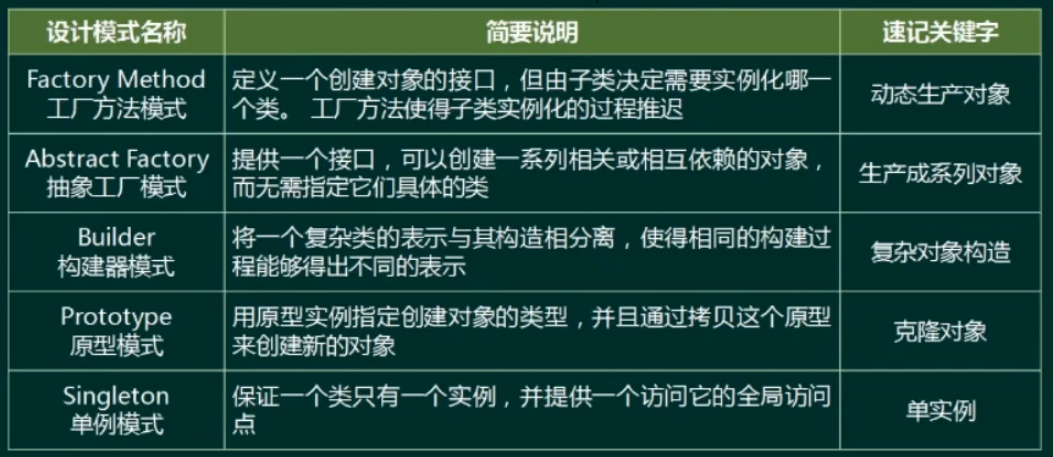 设计模式名称
简要说明
速记关键字
Factory Method
工厂方法模式
定义一个创建对象的接口，但由子类决定需要实例化哪一
个类。 工厂方法使得子类实例化的过程推迟
动态生产对象
Abstract Factory
抽象工厂模式
提供一个接口，可以创建一系列相关或相互依赖的对象，
而无需指定它们具体的类
生产成系列对象
Builder
构建器模式
将一个复杂类的表示与其构造相分离，使得相同的构建过
程能够得出不同的表示
复杂对象构造
Prototype
原型模式
用原型实例指定创建对象的类型，并且通过拷贝这个原型
来创建新的对象
克隆对象
Singleton
单例模式
保证一个类只有一个实例，并提供一个访问它的全局访问
点
单实例